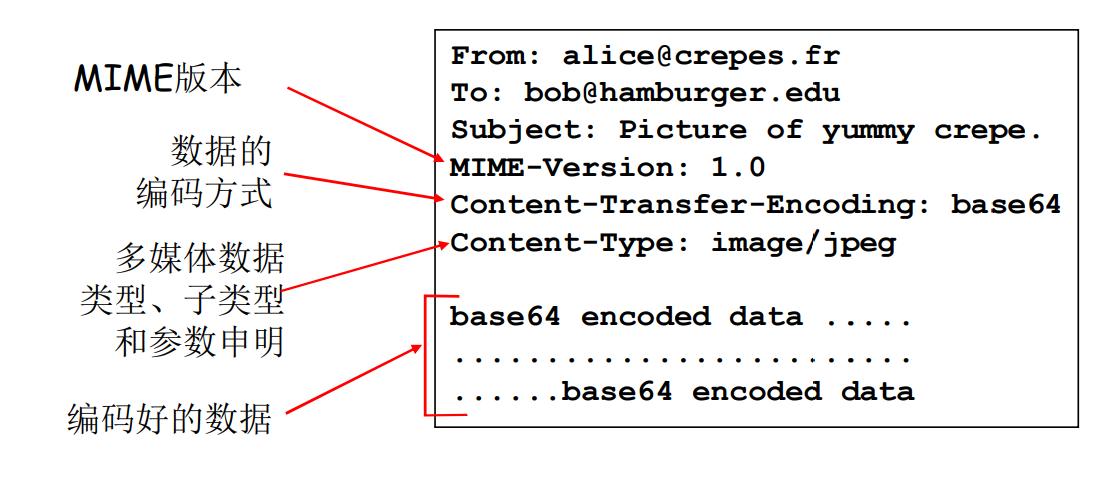 MIME版本
数据的
编码方式
多媒体数据
类型、子类型
和参数申明
编码好的数据
From: alice@crepes.fr
To: bob@hamburger.edu
Subject: Picture of yummy crepe.
MIME-Version: 1.0
Content-Transfer-Encoding: base64
Content-Type: image/jpeg
base64 encoded data .....
.........................
......base64 encoded data